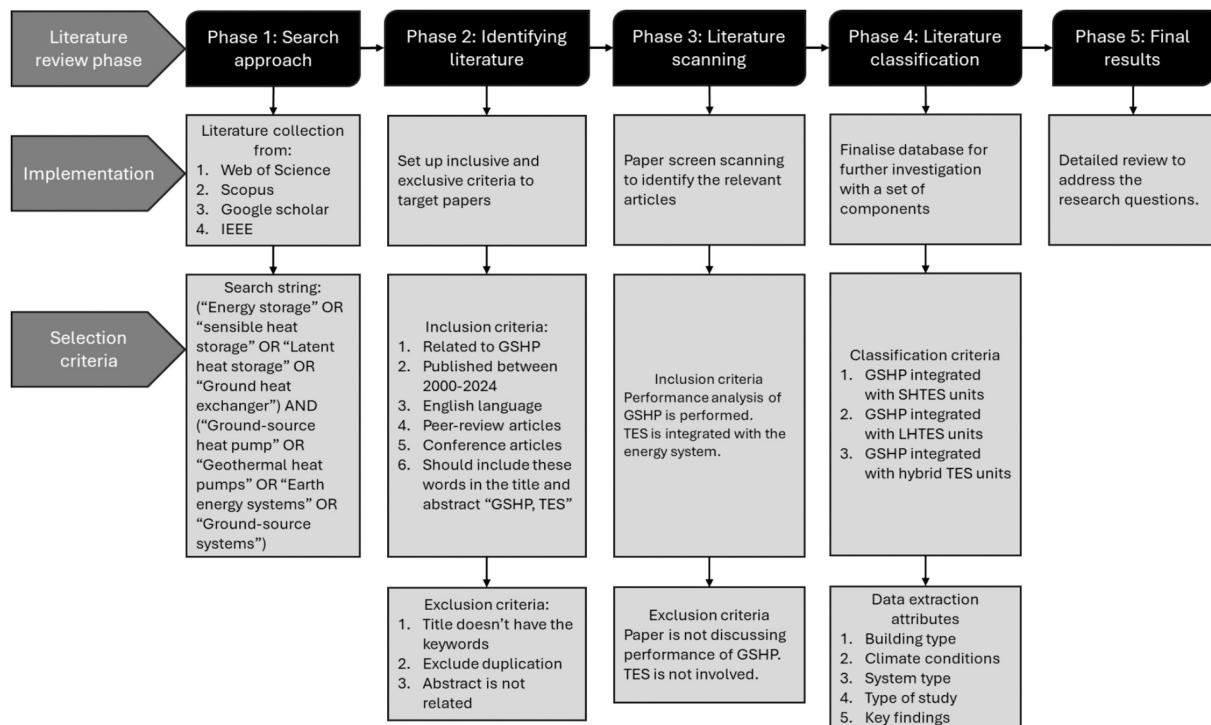 Literature
review phase
Phase 1: Search
approach
Phase 2: Identifying
literature
Phase 3: Literature
scanning
Phase 4: Literature
classification
Phase 5: Final
results
Implementation
Literature collection
from:
1. Web of Science
2. Scopus
3. Google scholar
4. IEEE
Set up inclusive and
exclusive criteria to
target papers
Paper screen scanning
to identify the relevant
articles
Finalise database for
further investigation
with a set of
components
Detailed review to
address the
research questions.
Selection
criteria
Search string:
(“Energy storage” OR
“sensible heat
storage” OR “Latent
heat storage” OR
“Ground heat
exchanger”) AND
(“Ground-source
heat pump” OR
“Geothermal heat
pumps” OR “Earth
energy systems” OR
“Ground-source
systems”)
Inclusion criteria:
1. Related to GSHP
2. Published between
2000-2024
3. English language
4. Peer-review articles
5. Conference articles
6. Should include these
words in the title and
abstract “GSHP, TES”
Inclusion criteria
Performance analysis of
GSHP is performed.
TES is integrated with the
energy system.
Classification criteria
1. GSHP integrated
with SHTES units
2. GSHP integrated
with LHTES units
3. GSHP integrated
with hybrid TES units
Exclusion criteria:
1. Title doesn’t have the
keywords
2. Exclude duplication
3. Abstract is not
related
Exclusion criteria
Paper is not discussing
performance of GSHP.
TES is not involved.
Data extraction
attributes
1. Building type
2. Climate conditions
3. System type
4. Type of study
5. Key findings